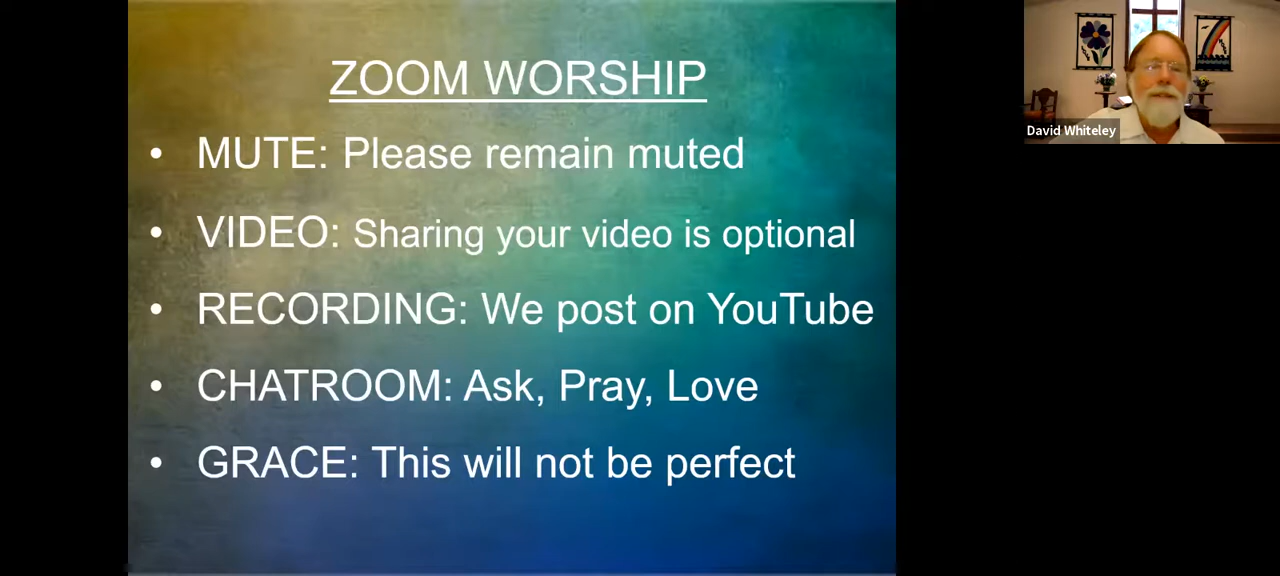 ZOOM WORSHIP
• MUTE: Please remain muted
• VIDEO: Sharing your video is optional
• RECORDING: We post on YouTube
• CHATROOM: Ask, Pray, Love
• GRACE: This will not be perfect
David Whiteley